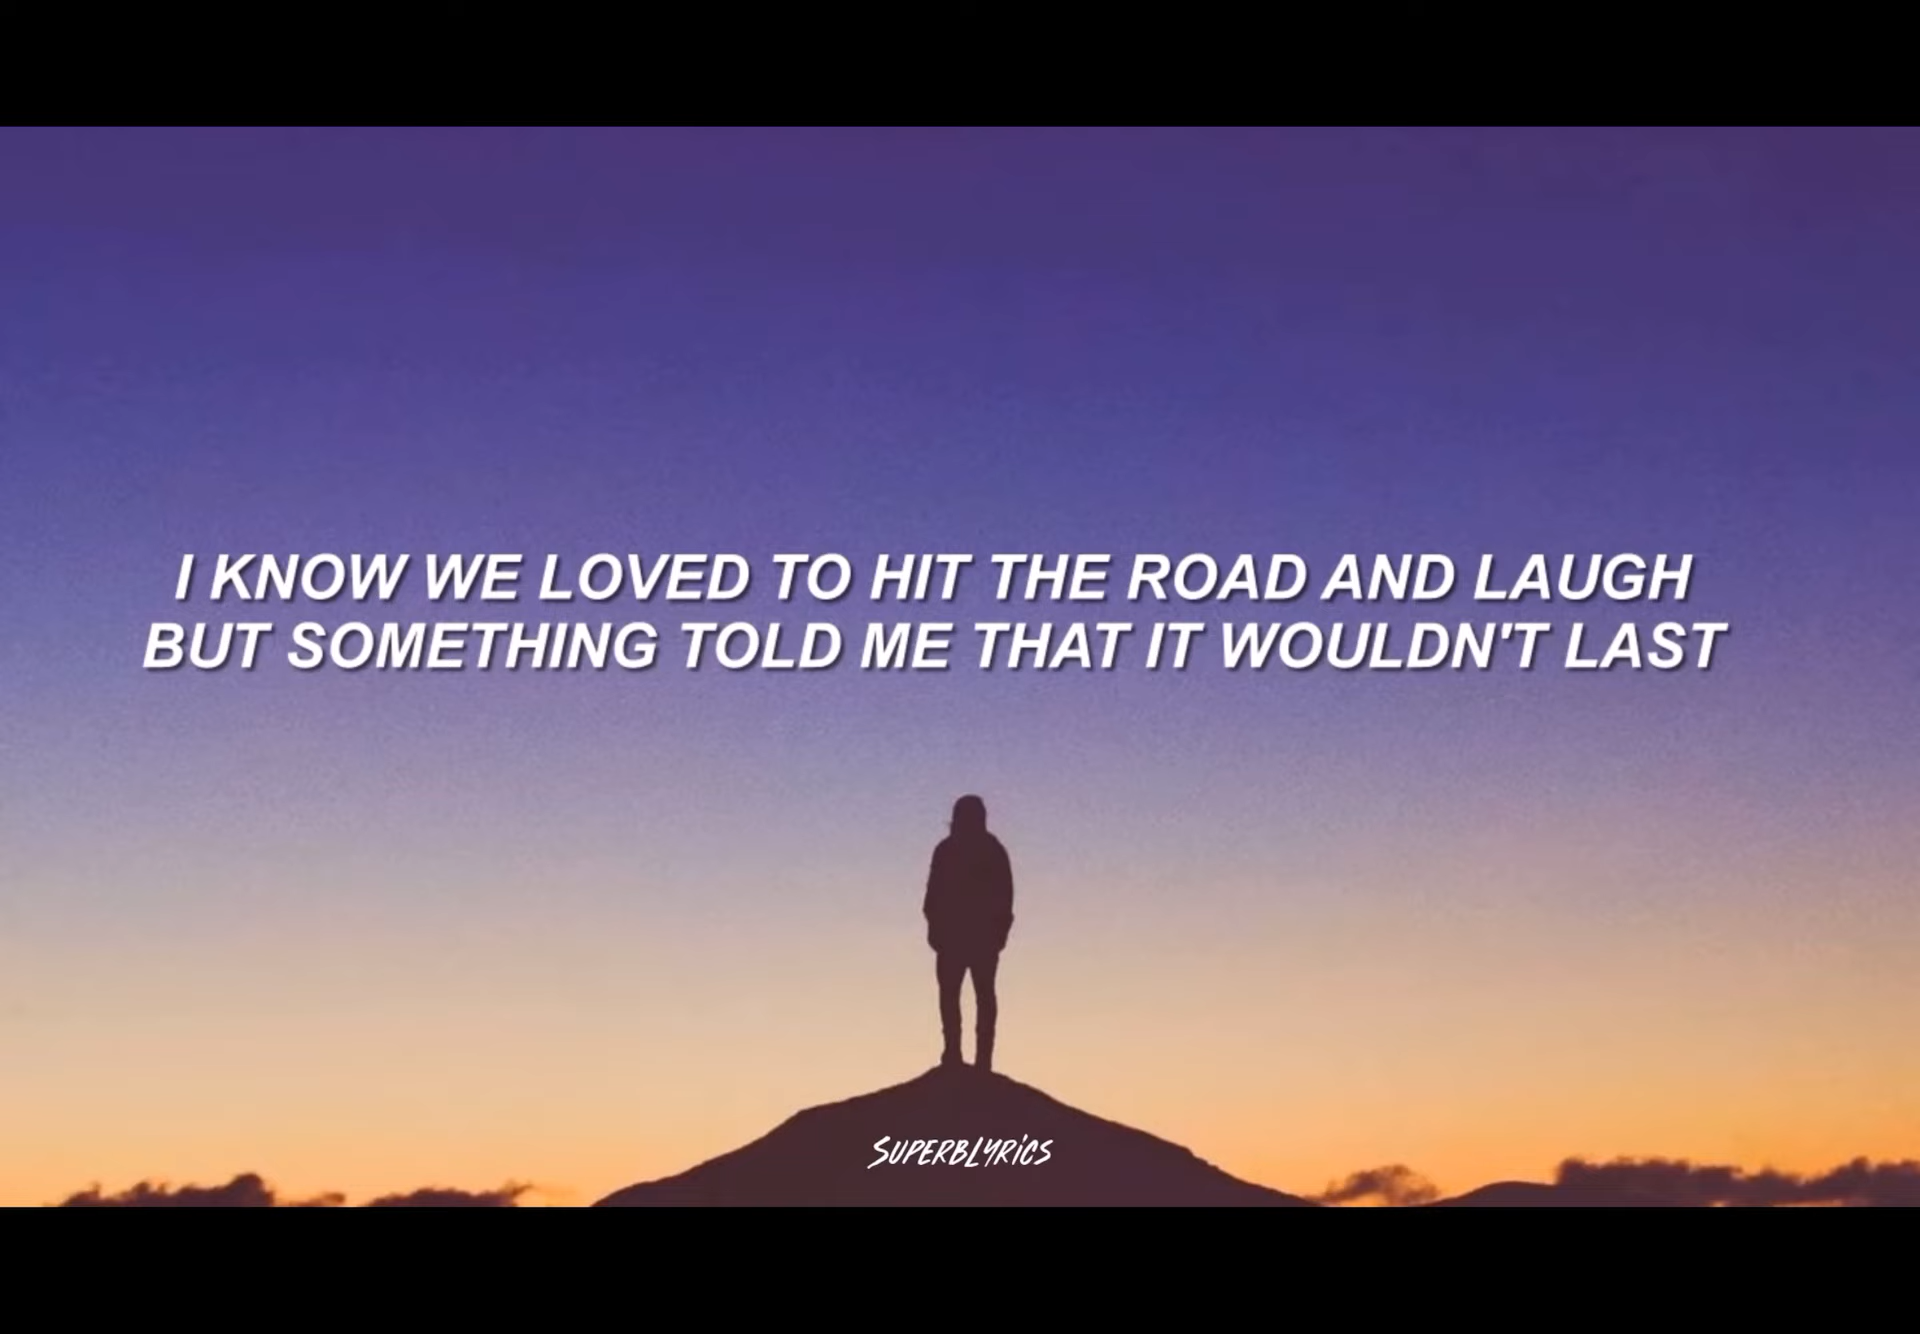 I KNOW WE LOVED TO HIT THE ROAD AND LAUGH
BUT SOMETHING TOLD ME THAT IT WOULDN'T LAST
SUPERBLYRiCS